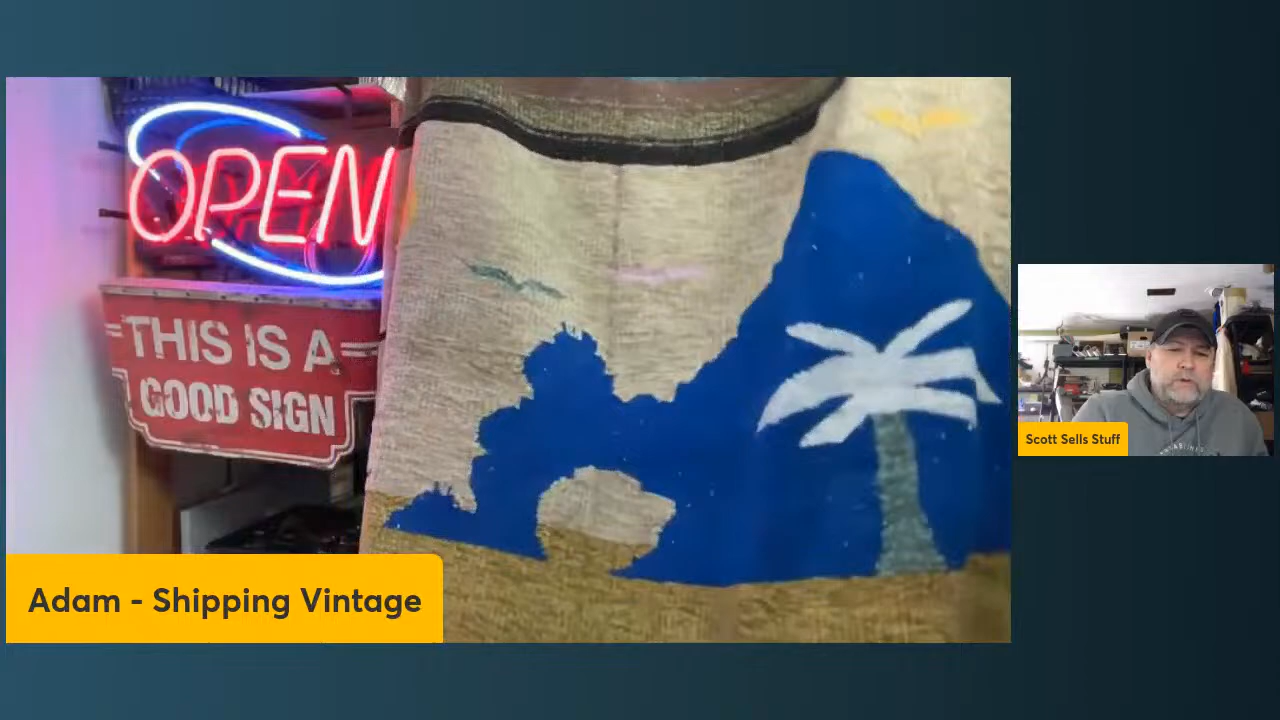 OPEN
THIS IS A
GOOD SIGN
Adam - Shipping Vintage
Scott Sells Stuff